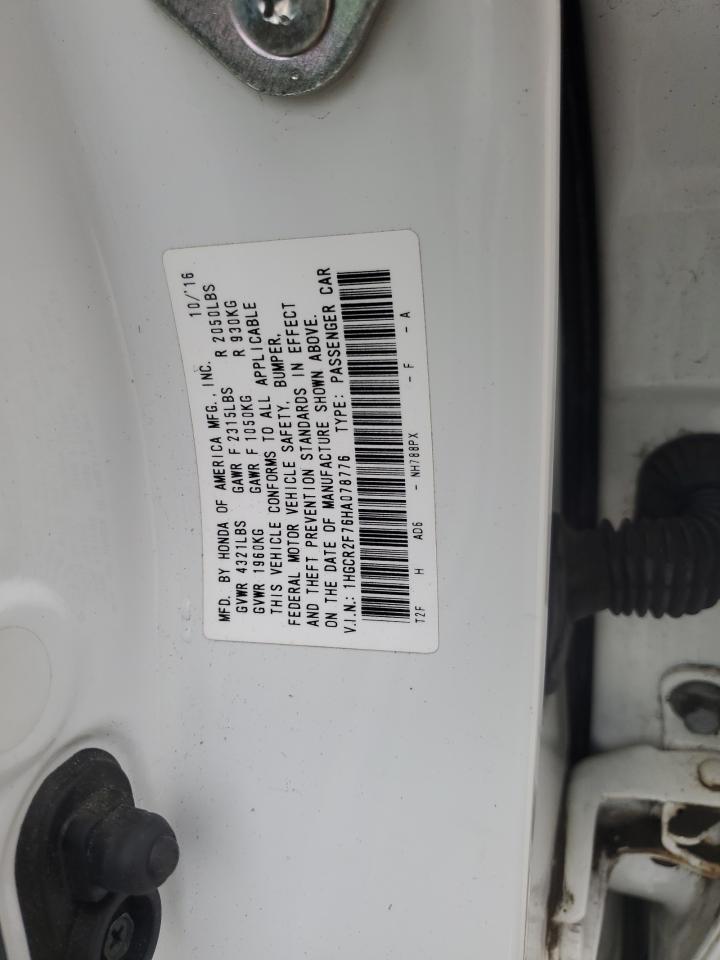 MFD. BY HONDA OF AMERICA MFG., INC. 10/'16
GVWR 4321LBS GAWR F 2315LBS R 2050LBS
GVWR 1960KG GAWR F 1050KG R 930KG
THIS VEHICLE CONFORMS TO ALL APPLICABLE
FEDERAL MOTOR VEHICLE SAFETY, BUMPER,
AND THEFT PREVENTION STANDARDS IN EFFECT
ON THE DATE OF MANUFACTURE SHOWN ABOVE.
V.I.N.: 1HGCR2F76HA078776 TYPE: PASSENGER CAR
T2F H AD6 - NH788PX - F - A